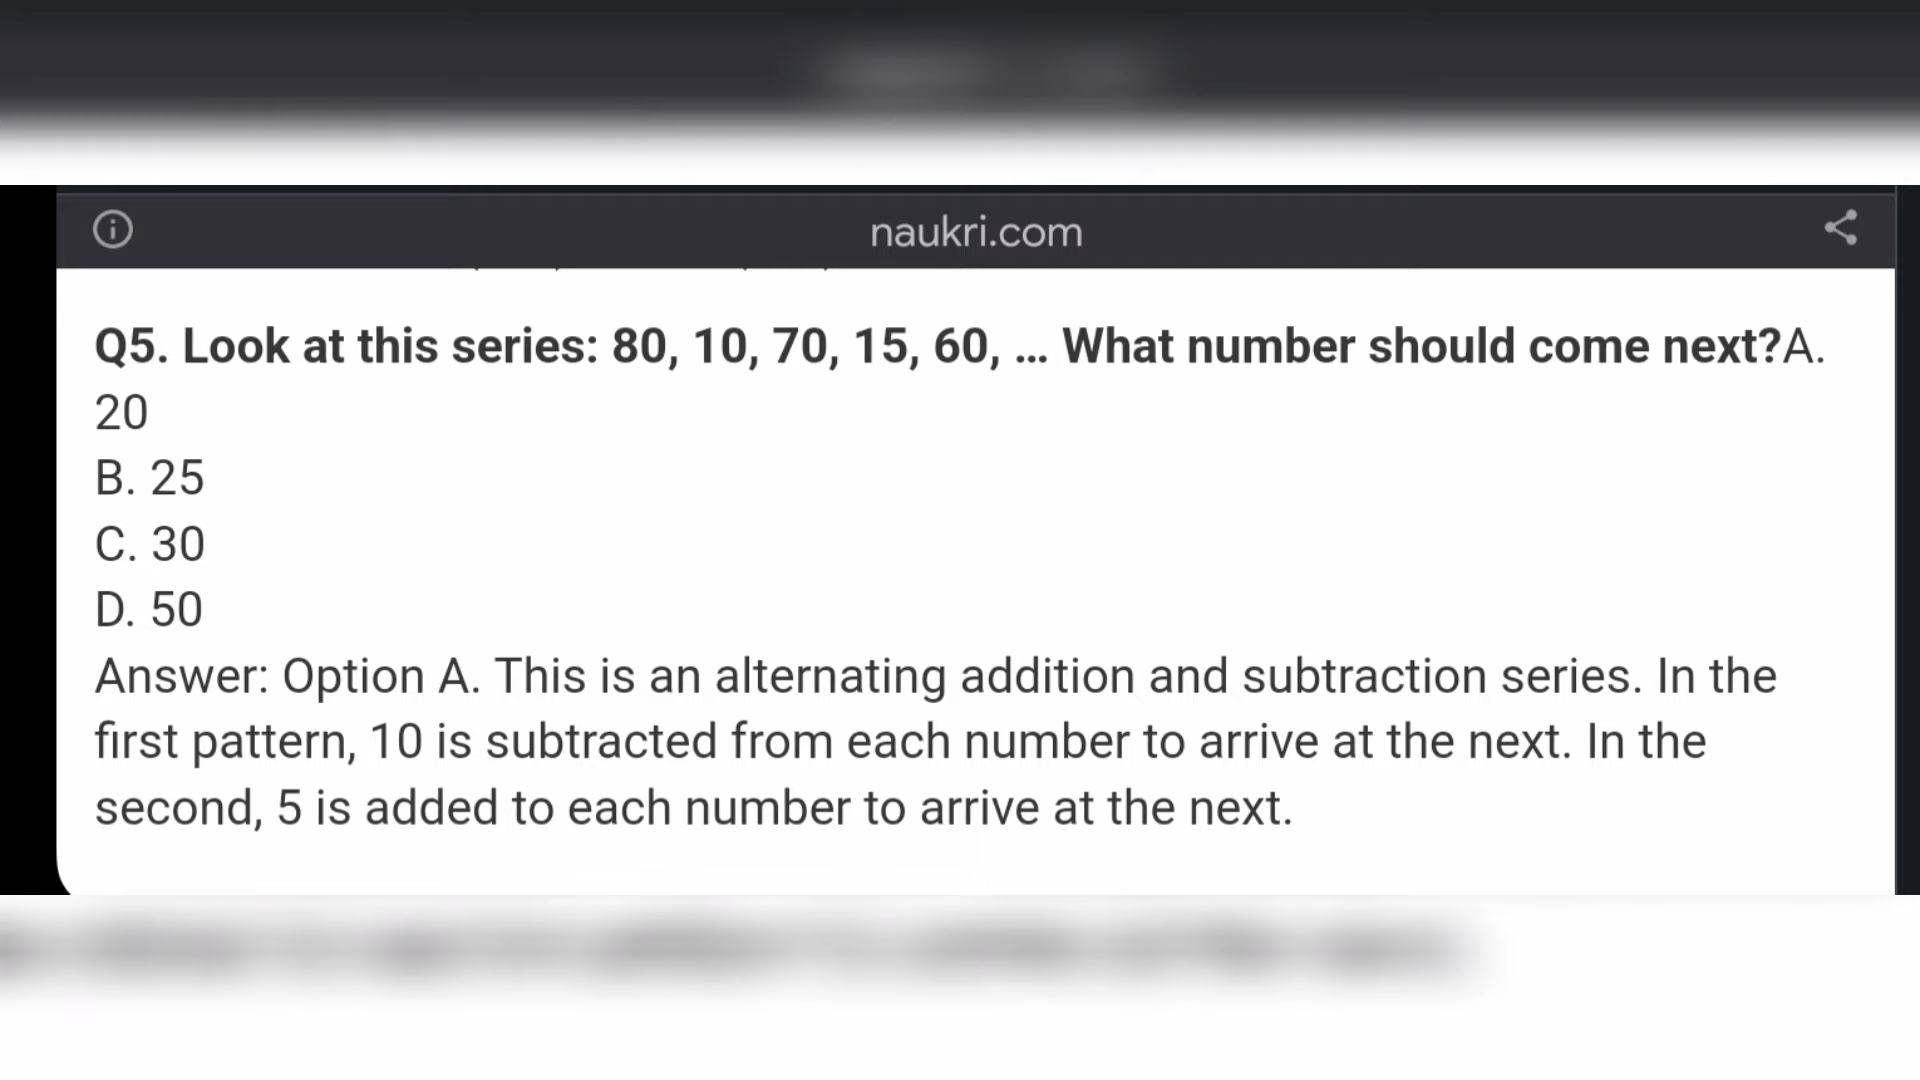 naukri.com
Q5. Look at this series: 80, 10, 70, 15, 60, ... What number should come next?A.
20
B. 25
C. 30
D. 50
Answer: Option A. This is an alternating addition and subtraction series. In the
first pattern, 10 is subtracted from each number to arrive at the next. In the
second, 5 is added to each number to arrive at the next.